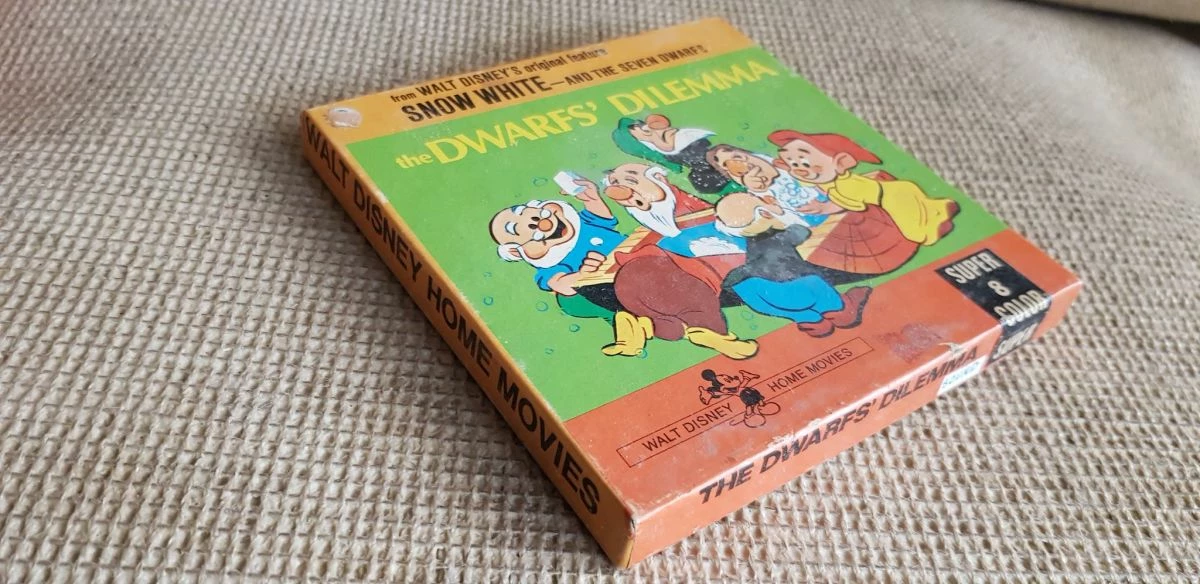 from WALT DISNEY'S original feature
SNOW WHITE—AND THE SEVEN DWARFS
the DWARFS' DILEMMA
SUPER
8
COLOR
WALT DISNEY HOME MOVIES
WALT DISNEY HOME MOVIES
THE DWARFS' DILEMMA
SOUND